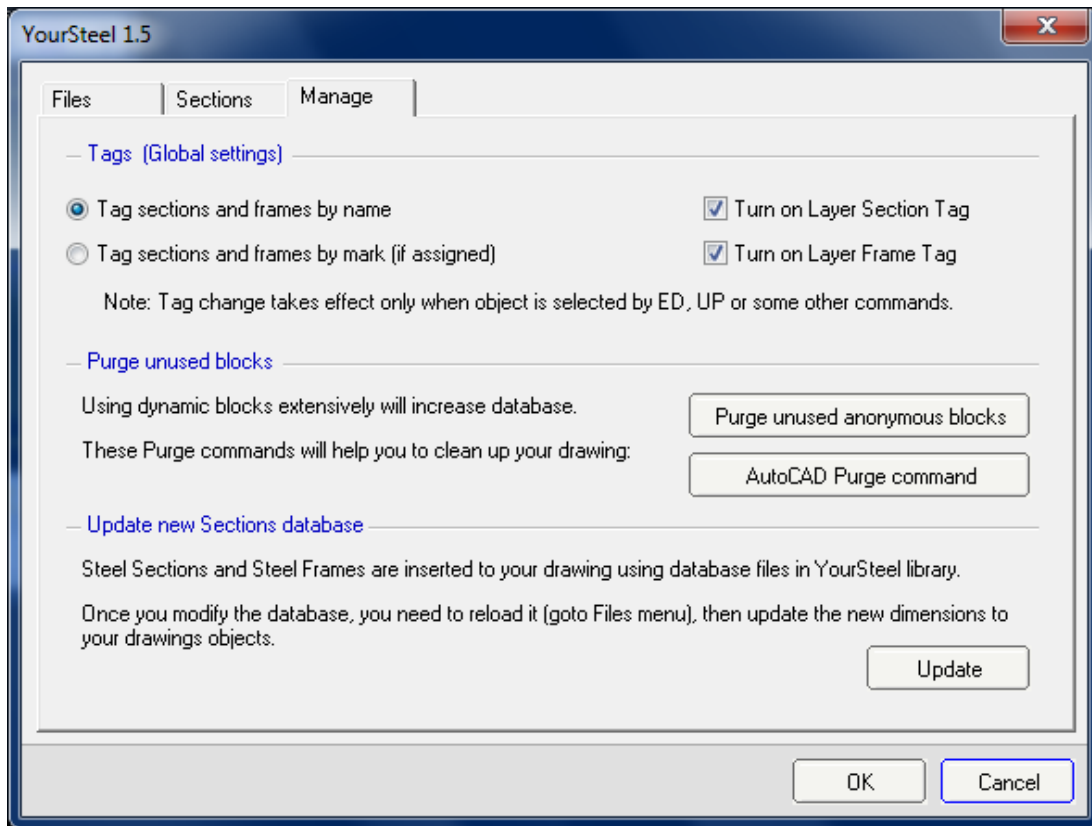 YourSteel 1.5
Files Sections Manage
Tags (Global settings)
Tag sections and frames by name Turn on Layer Section Tag
Tag sections and frames by mark (if assigned) Turn on Layer Frame Tag
Note: Tag change takes effect only when object is selected by ED, UP or some other commands.
Purge unused blocks
Using dynamic blocks extensively will increase database. Purge unused anonymous blocks
These Purge commands will help you to clean up your drawing:
AutoCAD Purge command
Update new Sections database
Steel Sections and Steel Frames are inserted to your drawing using database files in YourSteel library.
Once you modify the database, you need to reload it (goto Files menu), then update the new dimensions to
your drawings objects.
Update
OK Cancel